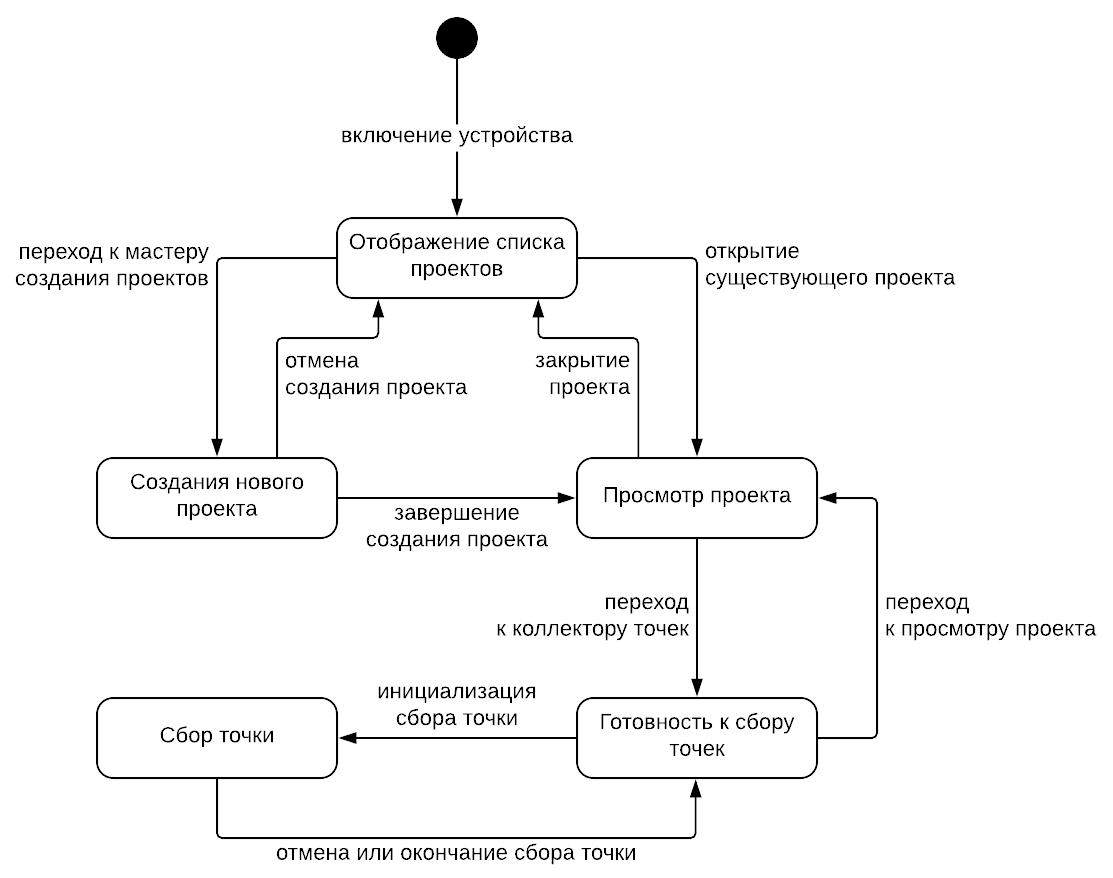 включение устройства
Отображение списка
проектов
переход к мастеру
создания проектов
открытие
существующего проекта
отмена
создания проекта
закрытие
проекта
Создания нового
проекта
завершение
создания проекта
Просмотр проекта
переход
к коллектору точек
переход
к просмотру проекта
инициализация
сбора точки
Сбор точки
Готовность к сбору
точек
отмена или окончание сбора точки